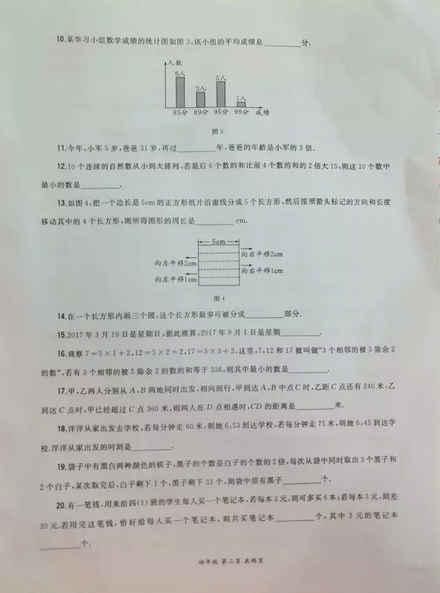 10.某学习小组数学成绩的统计图如图3,该小组的平均成绩是________分.
人数
6人
3人
5人
1人
85分 89分 95分 98分 成绩
图3
11.今年,小军5岁,爸爸31岁,再过________年,爸爸的年龄是小军的3倍.
12.10个连续的自然数从小到大排列,若最后6个数的和比前4个数的和的2倍大15,则这10个数中
最小的数是________.
13.如图4,把一个边长是5cm的正方形纸片沿虚线分成5个长方形,然后按照箭头标记的方向和长度
移动其中的4个长方形,则所得图形的周长是________cm.
5cm
向右平移2cm
向左平移2cm
向右平移1cm
向左平移1cm
图4
14.在一个长方形内画三个圆,这个长方形最多可被分成________部分.
15.2017年3月19日是星期日,据此推算,2017年9月1日是星期________.
16.观察7=5×1+2,12=5×2+2,17=5×3+2,这里,7,12和17被叫做“3个相邻的被5除余2
的数”,若有3个相邻的被5除余2的数的和等于336,则其中最小的数是________.
17.甲、乙两人分别从A、B两地同时出发,相向而行,甲到达A、B中点C时,乙距C点还有240米,乙
到达C点时,甲已经超过C点360米,则两人在D点相遇时,CD的距离是________米.
18.洋洋从家出发去学校,若每分钟走60米,则她6:53到达学校,若每分钟走75米,则她6:45到达学
校,洋洋从家出发的时刻是________.
19.袋子中有黑白两种颜色的棋子,黑子的个数是白子的个数的2倍,每次从袋中同时取出3个黑子和
2个白子,某次取完后,白子剩下1个,黑子剩下31个,则袋中原有黑子________个.
20.有一笔钱,用来给四(1)班的学生每人买一个笔记本,若每本3元,则可多买6本;若每本5元,则差
30元.若用完这笔钱,恰好给每人买一个笔记本,则共买笔记本________个,其中3元的笔记本
________个.
四年级 第二页 共两页